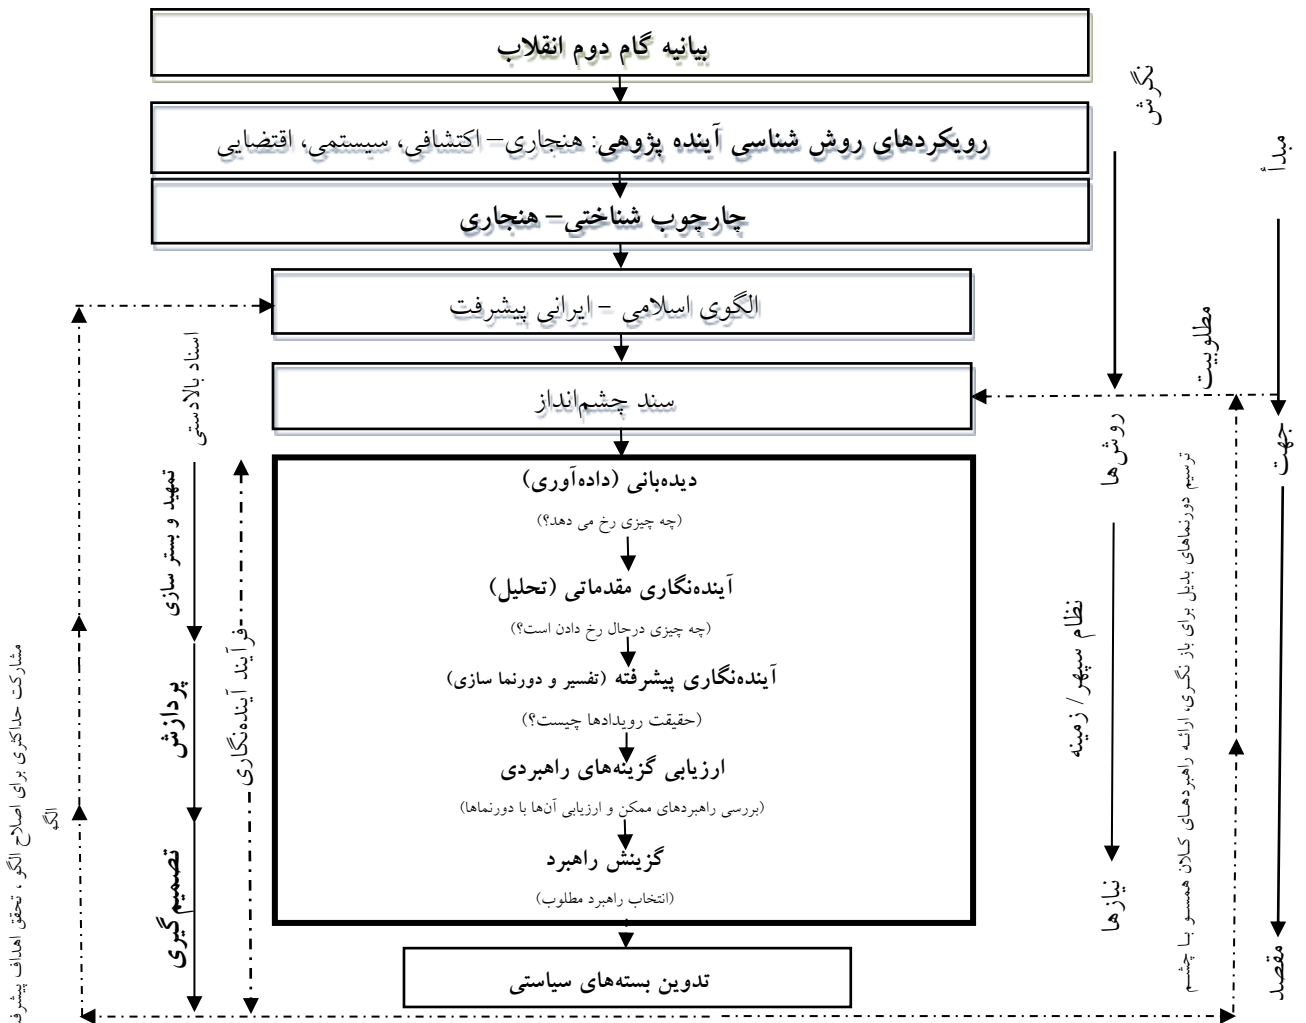 بیانیه گام دوم انقلاب
رویکردهای روش شناسی آینده پژوهی: هنجاری– اکتشافی، سیستمی، اقتضایی
چارچوب شناختی– هنجاری
الگوی اسلامی – ایرانی پیشرفت
سند چشم‌انداز
دیده‌بانی (داده‌آوری)
(چه چیزی رخ می دهد؟)
آینده‌نگاری مقدماتی (تحلیل)
(چه چیزی درحال رخ دادن است؟)
آینده‌نگاری پیشرفته (تفسیر و دورنما سازی)
(حقیقت رویدادها چیست؟)
ارزیابی گزینه‌های راهبردی
(بررسی راهبردهای ممکن و ارزیابی آن‌ها با دورنماها)
گزینش راهبرد
(انتخاب راهبرد مطلوب)
تدوین بسته‌های سیاستی
مبدأ
جهت
مقصد
نگرش
روش‌ها
نیازها
مطلوبیت
ترسیم دورنماهای بدیل برای باز نگری، ارائه راهبردهای کلان همسو با چشم
نظام سپهر/ زمینه
فرآیند آینده‌نگاری
اسناد بالادستی
تمهید و بستر سازی
پردازش
تصمیم گیری
مشارکت حداکثری برای اصلاح الگو ، تحقق اهداف پیشرف
الگو